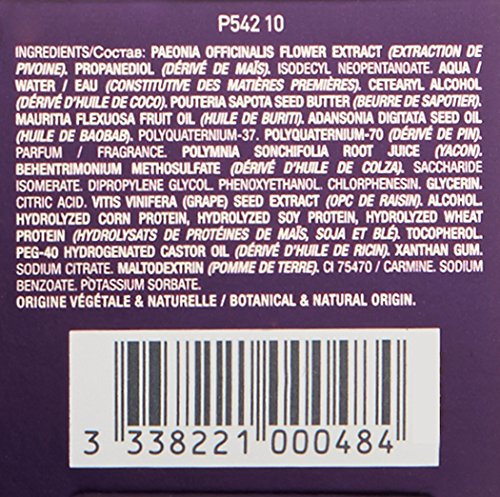 P542 10
INGREDIENTS/Состав: PAEONIA OFFICINALIS FLOWER EXTRACT (EXTRACTION DE
PIVOINE). PROPANEDIOL (DÉRIVÉ DE MAÏS). ISODECYL NEOPENTANOATE. AQUA /
WATER / EAU (CONSTITUTIVE DES MATIÈRES PREMIÈRES). CETEARYL ALCOHOL
(DÉRIVÉ D'HUILE DE COCO). POUTERIA SAPOTA SEED BUTTER (BEURRE DE SAPOTIER).
MAURITIA FLEXUOSA FRUIT OIL (HUILE DE BURITI). ADANSONIA DIGITATA SEED OIL
(HUILE DE BAOBAB). POLYQUATERNIUM-37. POLYQUATERNIUM-70 (DÉRIVÉ DE PIN).
PARFUM / FRAGRANCE. POLYMNIA SONCHIFOLIA ROOT JUICE (YACON).
BEHENTRIMONIUM METHOSULFATE (DÉRIVÉ D'HUILE DE COLZA). SACCHARIDE
ISOMERATE. DIPROPYLENE GLYCOL. PHENOXYETHANOL. CHLORPHENESIN. GLYCERIN.
CITRIC ACID. VITIS VINIFERA (GRAPE) SEED EXTRACT (OPC DE RAISIN). ALCOHOL.
HYDROLYZED CORN PROTEIN, HYDROLYZED SOY PROTEIN, HYDROLYZED WHEAT
PROTEIN (HYDROLYSATS DE PROTÉINES DE MAÏS, SOJA ET BLÉ). TOCOPHEROL.
PEG-40 HYDROGENATED CASTOR OIL (DÉRIVÉ D'HUILE DE RICIN). XANTHAN GUM.
SODIUM CITRATE. MALTODEXTRIN (POMME DE TERRE). CI 75470 / CARMINE. SODIUM
BENZOATE. POTASSIUM SORBATE.
ORIGINE VÉGÉTALE & NATURELLE / BOTANICAL & NATURAL ORIGIN.
3 338221 000484